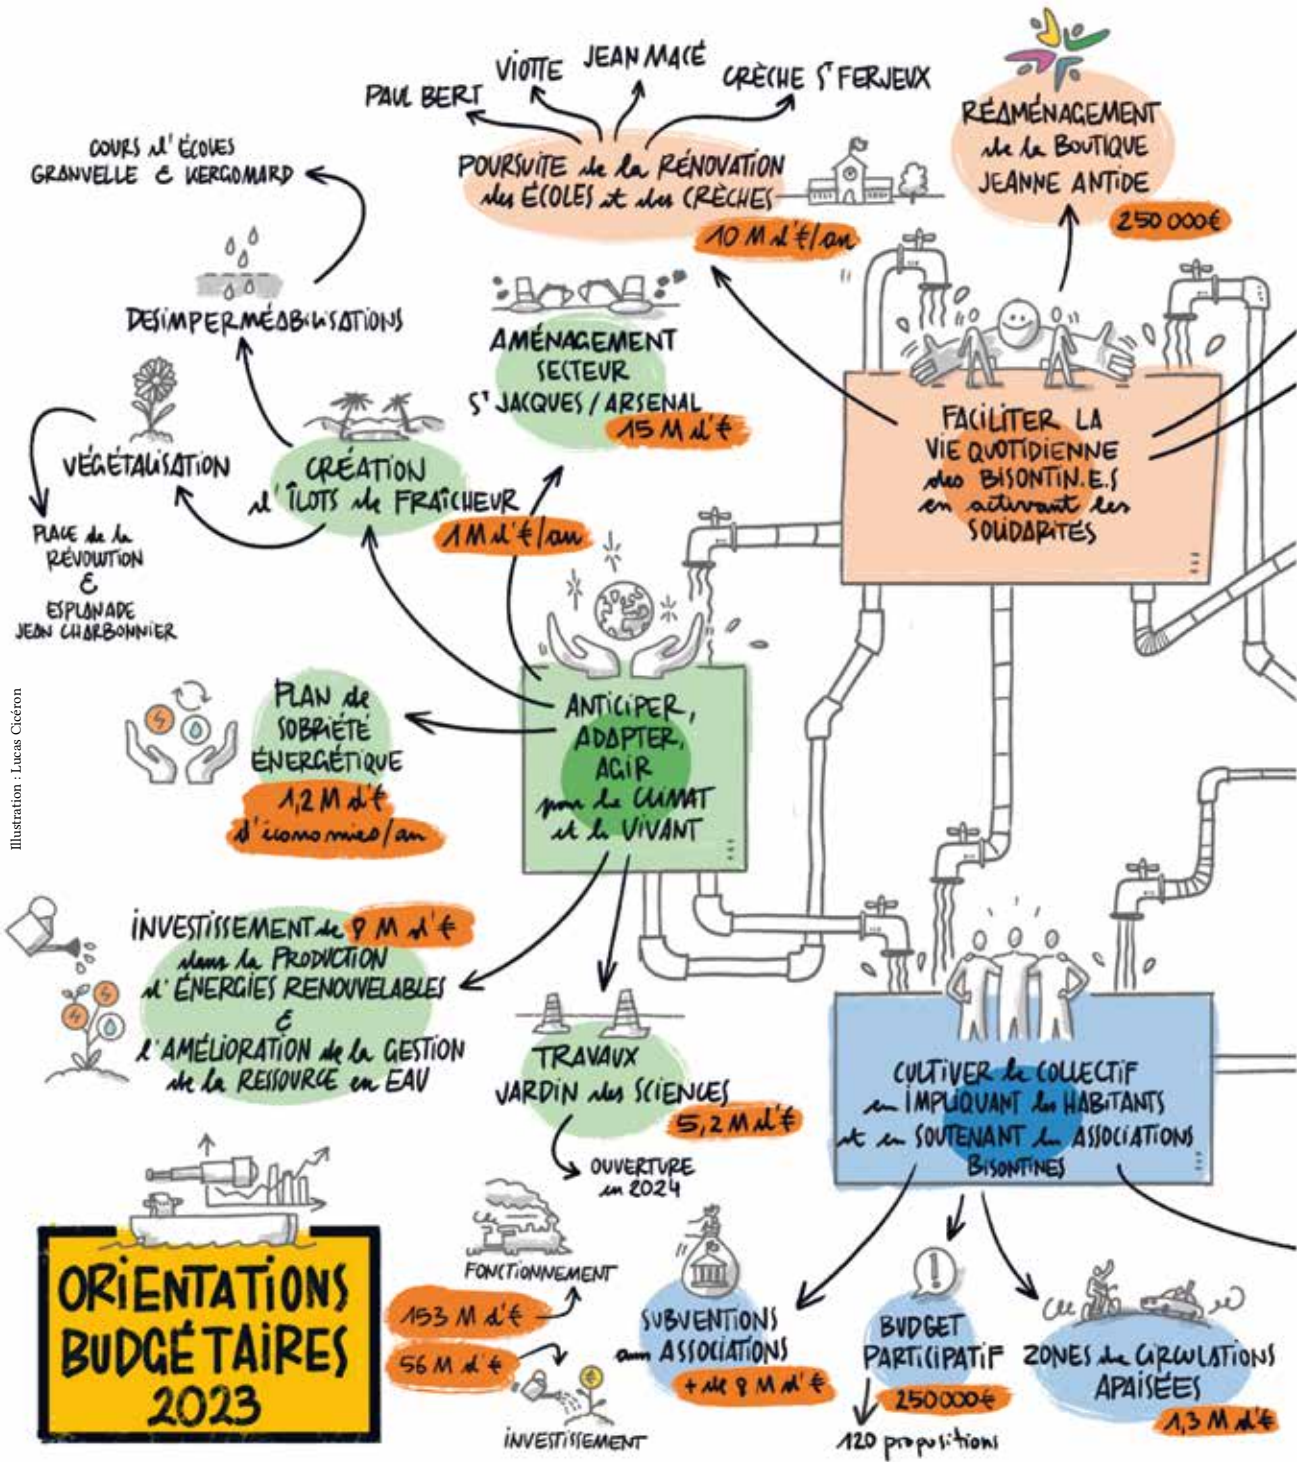 PAUL BERT
VIOTTE
JEAN MACÉ
CRÈCHE St FERJEUX
POURSUITE de la RÉNOVATION
des ÉCOLES et des CRÈCHES
10 M d'€/an
RÉAMÉNAGEMENT
de la BOUTIQUE
JEANNE ANTIDE
250 000€
COURS d'ÉCOLES
GRANVELLE & KERGOMARD
DESIMPERMÉABILISATIONS
VÉGÉTALISATION
PLACE de la
RÉVOLUTION
&
ESPLANADE
JEAN CHARBONNIER
CRÉATION
d'ÎLOTS de FRAÎCHEUR
1 M d'€/an
AMÉNAGEMENT
SECTEUR
St JACQUES / ARSENAL
15 M d'€
FACILITER LA
VIE QUOTIDIENNE
des BISONTIN.E.S
en activant les
SOLIDARITÉS
ANTICIPER,
ADAPTER,
AGIR
pour le CLIMAT
et le VIVANT
PLAN de
SOBRIÉTÉ
ÉNERGÉTIQUE
1,2 M d'€
d'économies/an
Illustration : Lucas Cicéron
INVESTISSEMENT de 8 M d'€
dans la PRODUCTION
d'ÉNERGIES RENOUVELABLES
&
l'AMÉLIORATION de la GESTION
de la RESSOURCE en EAU
TRAVAUX
JARDIN des SCIENCES
5,2 M d'€
OUVERTURE
en 2024
CULTIVER le COLLECTIF
en IMPLIQUANT les HABITANTS
et en SOUTENANT les ASSOCIATIONS
BISONTINES
ORIENTATIONS
BUDGÉTAIRES
2023
FONCTIONNEMENT
153 M d'€
56 M d'€
INVESTISSEMENT
SUBVENTIONS
aux ASSOCIATIONS
+ de 8 M d'€
BUDGET
PARTICIPATIF
250 000€
120 propositions
ZONES de CIRCULATIONS
APAISÉES
1,3 M d'€